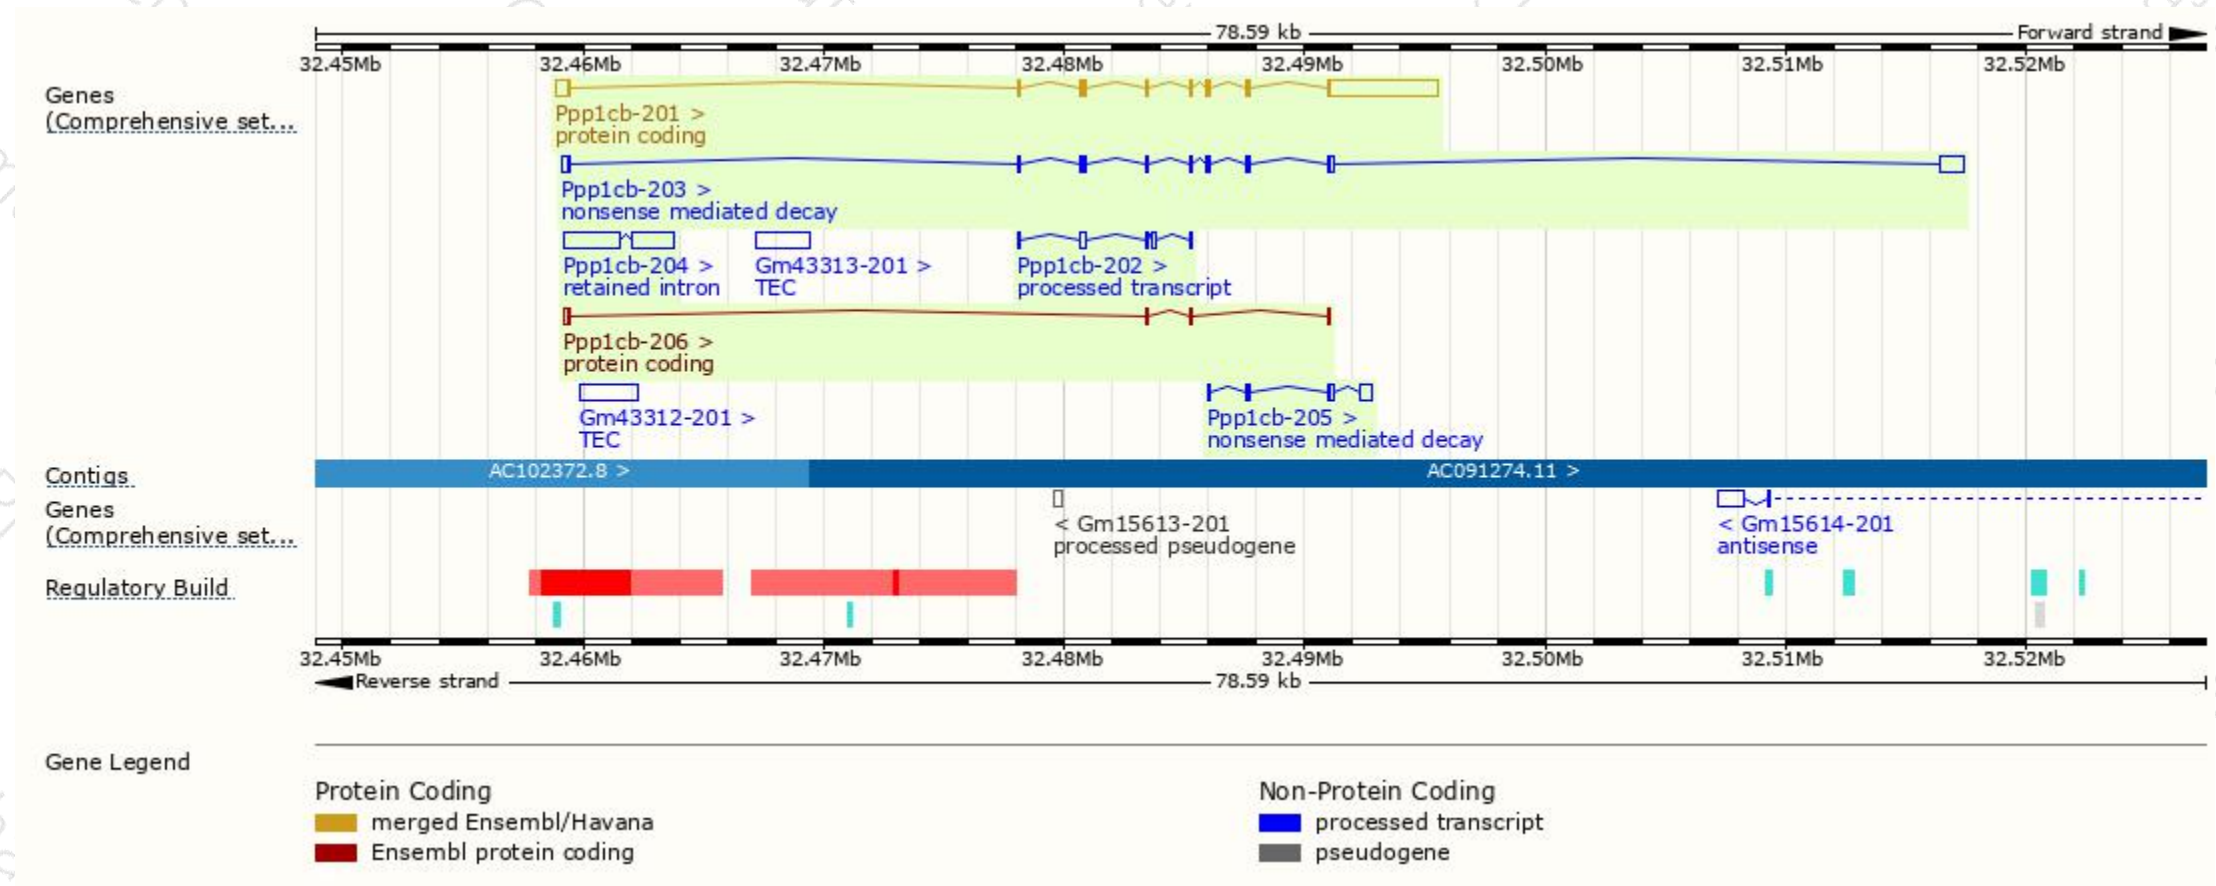 78.59 kb
Forward strand
32.45Mb 32.46Mb 32.47Mb 32.48Mb 32.49Mb 32.50Mb 32.51Mb 32.52Mb
Genes
(Comprehensive set...
Ppp1cb-201 >
protein coding
Ppp1cb-203 >
nonsense mediated decay
Ppp1cb-204 > Gm43313-201 > Ppp1cb-202 >
retained intron TEC processed transcript
Ppp1cb-206 >
protein coding
Gm43312-201 > Ppp1cb-205 >
TEC nonsense mediated decay
Contigs AC102372.8 > AC091274.11 >
Genes
(Comprehensive set...
< Gm15613-201 < Gm15614-201
processed pseudogene antisense
Regulatory Build
32.45Mb 32.46Mb 32.47Mb 32.48Mb 32.49Mb 32.50Mb 32.51Mb 32.52Mb
Reverse strand 78.59 kb
Gene Legend
Protein Coding Non-Protein Coding
merged Ensembl/Havana processed transcript
Ensembl protein coding pseudogene